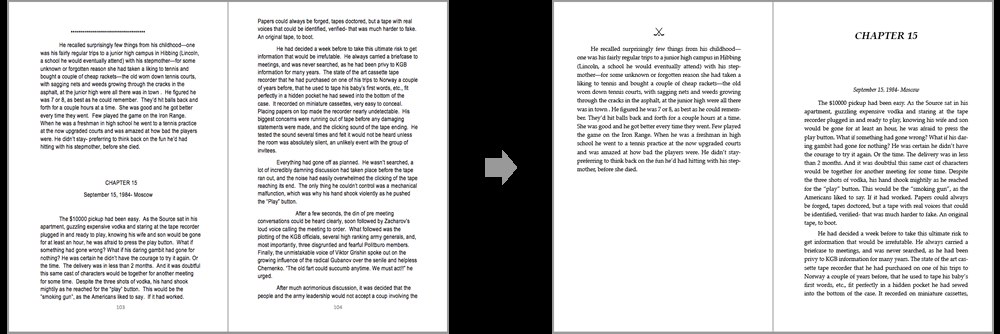 He recalled surprisingly few things from his childhood—one
was his fairly regular trips to a junior high campus in Hibbing (Lincoln,
a school he would eventually attend) with his stepmother—for some
unknown or forgotten reason she had taken a liking to tennis and
bought a couple of cheap rackets—the old worn down tennis courts,
with sagging nets and weeds growing through the cracks in the
asphalt, at the junior high were all there was in town . He figured he
was 7 or 8, as best as he could remember. They'd hit balls back and
forth for a couple of hours at a time. She was good and he got better
every time they went. Few played the game on the Iron Range.
When he was a freshman in high school he went to a tennis practice
at the now upgraded courts and was amazed at how bad the players
were. He didn't stay- preferring to think back on the fun he'd had
hitting with his step-mother, before she died.
CHAPTER 15
September 15, 1984- Moscow
The $10000 pickup had been easy. As the Source sat in his
apartment, guzzling expensive vodka and staring at the tape recorder
plugged in and ready to play, knowing his wife and son would be gone
for at least an hour, he was afraid to press the play button. What if
something had gone wrong? What if his daring gambit had gone for
nothing? He was certain he didn't have the courage to try it again. Or
the time. The delivery was in less than 2 months. And it was doubtful
this same cast of characters would be together for another meeting
for some time. Despite the three shots of vodka, his hand shook
mightily as he reached for the "play" button. This would be the
"smoking gun", as the Americans liked to say. If it had worked.
103
Papers could always be forged, tapes doctored, but a tape with real
voices that could be identified, verified- that was much harder to fake.
An original tape, to boot.
He had decided a week before to take this ultimate risk to get
information that would be irrefutable. He always carried a briefcase to
meetings, and was never searched, as he had been privy to KGB
information for many years. The state of the art cassette tape
recorder that he had purchased on one of his trips to Norway a couple
of years before, that he used to tape his baby's first words, etc., fit
perfectly in a hidden pocket he had sewed into the bottom of the
case. It recorded on miniature cassettes, very easy to conceal.
Placing papers on top made the recorder nearly undetectable. His
biggest concerns were running out of tape before any damaging
statements were made, and the clicking sound of the tape ending. He
tested the sound several times and felt it would not be heard unless
the room was absolutely silent, an unlikely event with the group of
invitees.
Everything had gone off as planned. He wasn't searched, a
lot of incredibly damning discussion had taken place before the tape
ran out, and the noise had easily overwhelmed the clicking of the tape
reaching its end. The only thing he couldn't control was a mechanical
malfunction, which was why his hand shook violently as he pushed
the "Play" button.
After a few seconds, the din of pre meeting
conversations could be heard clearly, soon followed by Zacharov's
loud voice calling the meeting to order. What followed was the
plotting of the KGB officials, several high ranking army generals, and,
most importantly, three disgruntled and fearful Politburo members.
Finally, the unmistakable voice of Viktor Grishin spoke out on the
growing influence of the radical Gubanov over the senile and helpless
Chernenko. "The old fart could succumb anytime. We must act!!" he
urged.
After much acrimonious discussion, it was decided that the
people and the army leadership would not accept a coup involving the
104
He recalled surprisingly few things from his childhood—
one was his fairly regular trips to a junior high campus in Hibbing
(Lincoln, a school he would eventually attend) with his step-
mother—for some unknown or forgotten reason she had taken a
liking to tennis and bought a couple of cheap rackets—the old
worn down tennis courts, with sagging nets and weeds growing
through the cracks in the asphalt, at the junior high were all there
was in town . He figured he was 7 or 8, as best as he could remem-
ber. They'd hit balls back and forth for a couple of hours at a time.
She was good and he got better every time they went. Few played
the game on the Iron Range. When he was a freshman in high
school he went to a tennis practice at the now upgraded courts
and was amazed at how bad the players were. He didn't stay-
preferring to think back on the fun he'd had hitting with his step-
mother, before she died.
CHAPTER 15
September 15, 1984- Moscow
The $10000 pickup had been easy. As the Source sat in his
apartment, guzzling expensive vodka and staring at the tape
recorder plugged in and ready to play, knowing his wife and son
would be gone for at least an hour, he was afraid to press the
play button. What if something had gone wrong? What if his dar-
ing gambit had gone for nothing? He was certain he didn't have
the courage to try it again. Or the time. The delivery was in less
than 2 months. And it was doubtful this same cast of characters
would be together for another meeting for some time. Despite
the three shots of vodka, his hand shook mightily as he reached
for the "play" button. This would be the "smoking gun", as the
Americans liked to say. If it had worked. Papers could always
be forged, tapes doctored, but a tape with real voices that could
be identified, verified- that was much harder to fake. An original
tape, to boot.
He had decided a week before to take this ultimate risk to
get information that would be irrefutable. He always carried a
briefcase to meetings, and was never searched, as he had been
privy to KGB information for many years. The state of the art cas-
sette tape recorder that he had purchased on one of his trips to
Norway a couple of years before, that he used to tape his baby's
first words, etc., fit perfectly in a hidden pocket he had sewed
into the bottom of the case. It recorded on miniature cassettes,